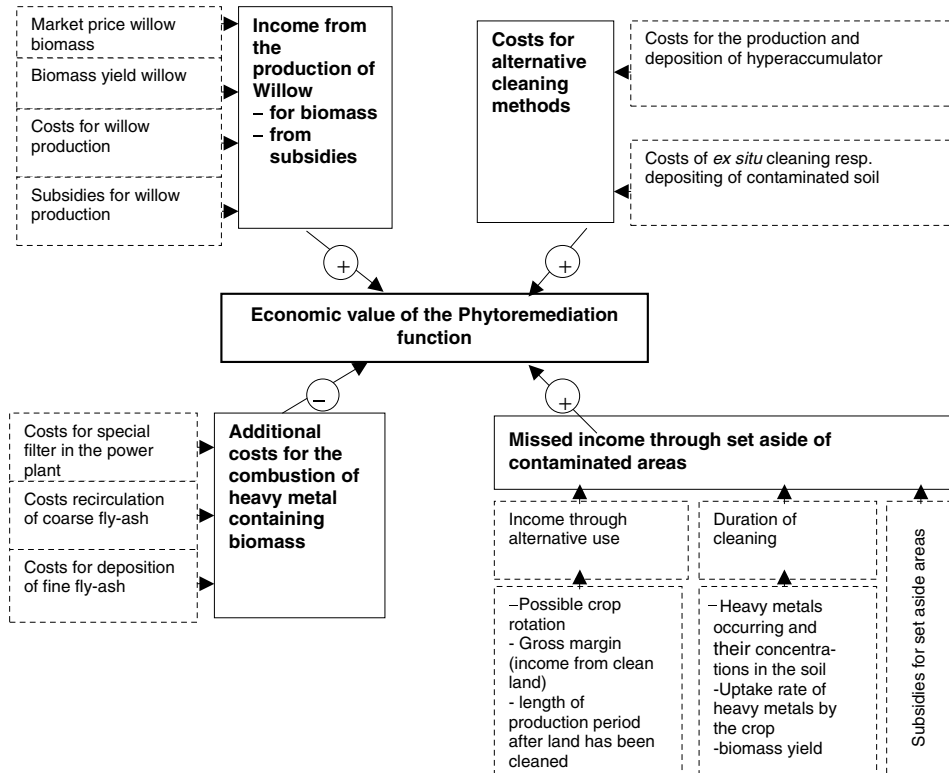 Market price willow
biomass
Biomass yield willow
Costs for willow
production
Subsidies for willow
production
Income from
the
production of
Willow
– for biomass
– from
subsidies
Costs for
alternative
cleaning
methods
Costs for the production and
deposition of hyperaccumulator
Costs of ex situ cleaning resp.
depositing of contaminated soil
+
+
Economic value of the Phytoremediation
function
–
+
Costs for special
filter in the power
plant
Costs recirculation
of coarse fly-ash
Costs for deposition
of fine fly-ash
Additional
costs for the
combustion of
heavy metal
containing
biomass
Missed income through set aside of
contaminated areas
Income through
alternative use
Duration of
cleaning
–Possible crop
rotation
- Gross margin
(income from clean
land)
- length of
production period
after land has been
cleaned
–Heavy metals
occurring and
their concentra-
tions in the soil
-Uptake rate of
heavy metals by
the crop
-biomass yield
Subsidies for set aside areas